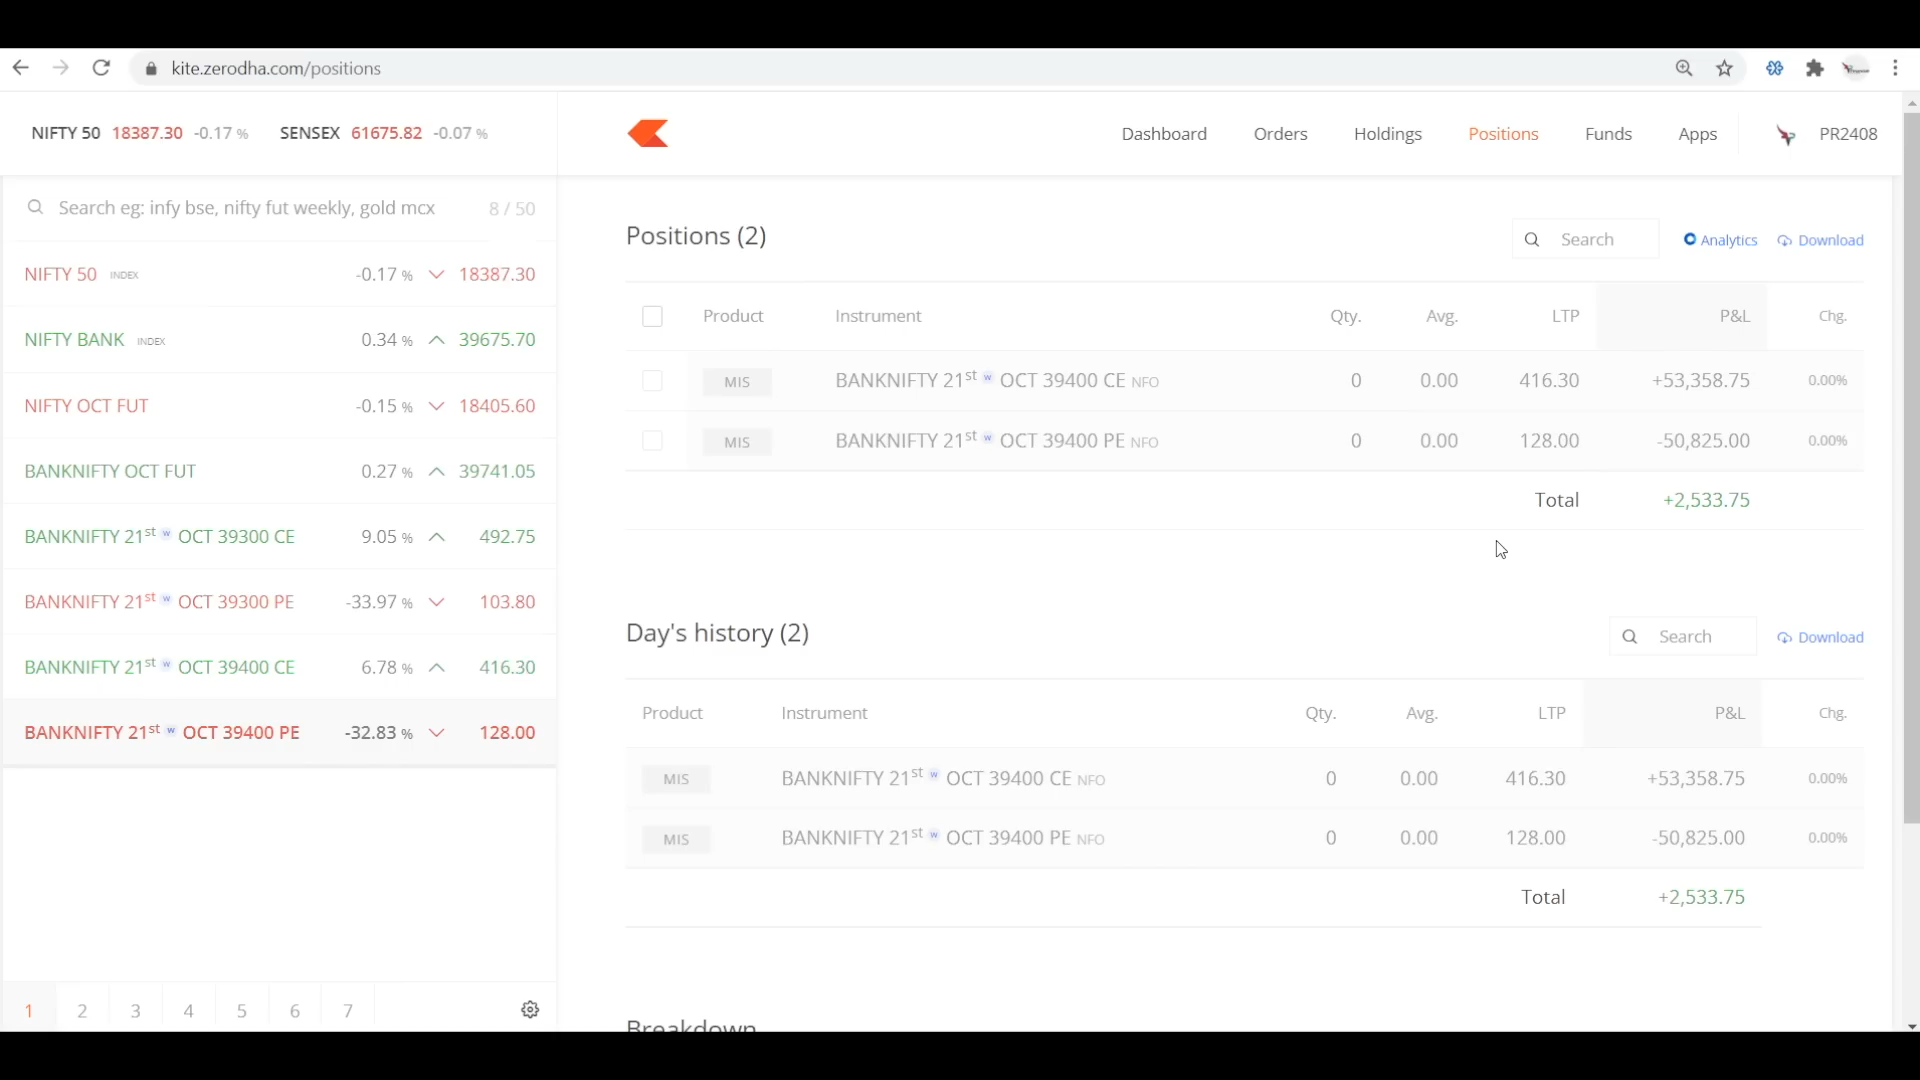 kite.zerodha.com/positions
NIFTY 50 18387.30 -0.17 % SENSEX 61675.82 -0.07 %
Dashboard Orders Holdings Positions Funds Apps PR2408
Search eg: infy bse, nifty fut weekly, gold mcx 8 / 50
NIFTY 50 INDEX -0.17 % 18387.30
NIFTY BANK INDEX 0.34 % 39675.70
NIFTY OCT FUT -0.15 % 18405.60
BANKNIFTY OCT FUT 0.27 % 39741.05
BANKNIFTY 21st w OCT 39300 CE 9.05 % 492.75
BANKNIFTY 21st w OCT 39300 PE -33.97 % 103.80
BANKNIFTY 21st w OCT 39400 CE 6.78 % 416.30
BANKNIFTY 21st w OCT 39400 PE -32.83 % 128.00
1 2 3 4 5 6 7
Positions (2) Search Analytics Download
Product Instrument Qty. Avg. LTP P&L Chg.
MIS BANKNIFTY 21st w OCT 39400 CE NFO 0 0.00 416.30 +53,358.75 0.00%
MIS BANKNIFTY 21st w OCT 39400 PE NFO 0 0.00 128.00 -50,825.00 0.00%
Total +2,533.75
Day's history (2) Search Download
Product Instrument Qty. Avg. LTP P&L Chg.
MIS BANKNIFTY 21st w OCT 39400 CE NFO 0 0.00 416.30 +53,358.75 0.00%
MIS BANKNIFTY 21st w OCT 39400 PE NFO 0 0.00 128.00 -50,825.00 0.00%
Total +2,533.75
Breakdown